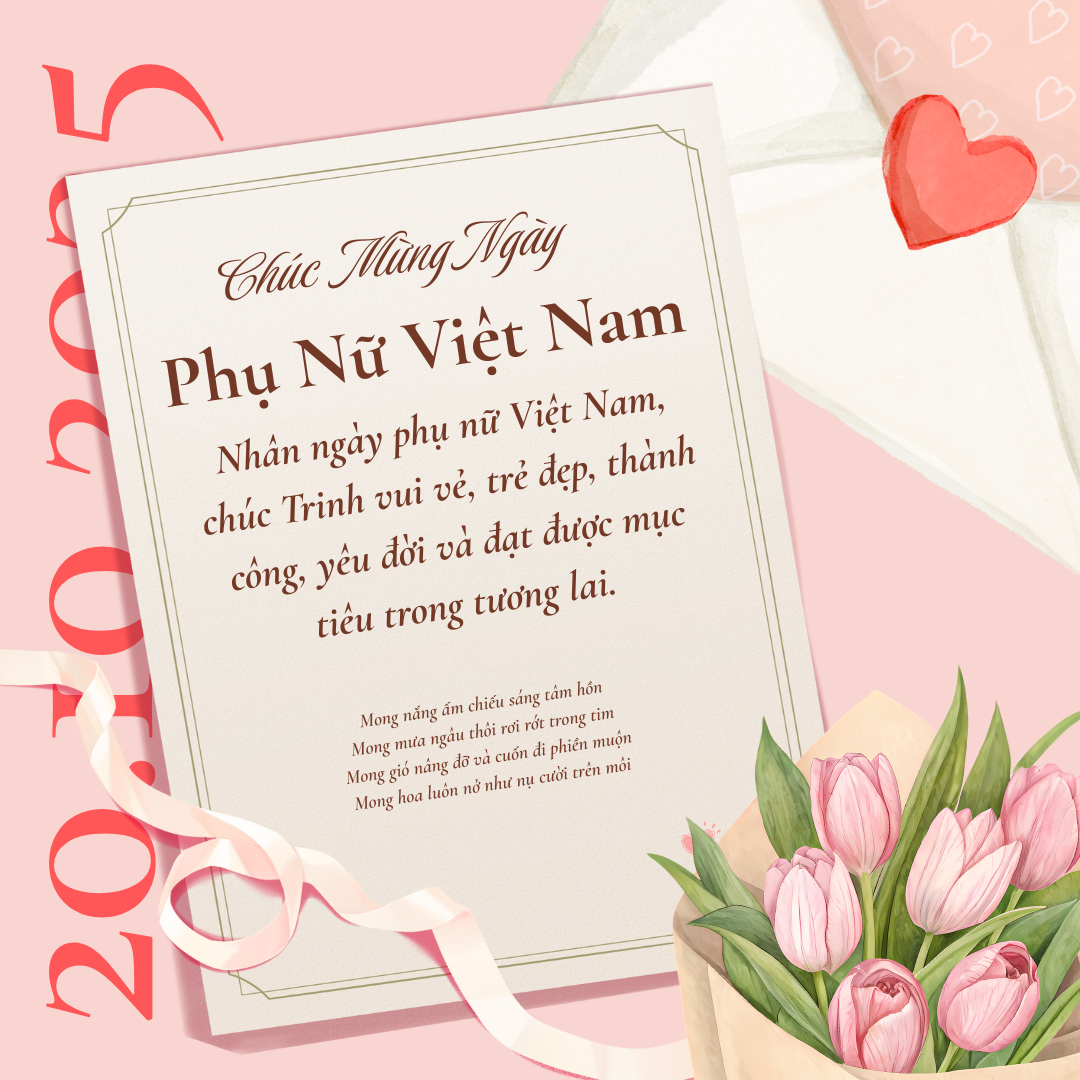 20 10 2025
Chúc Mừng Ngày
Phụ Nữ Việt Nam
Nhân ngày phụ nữ Việt Nam,
chúc Trinh vui vẻ, trẻ đẹp, thành
công, yêu đời và đạt được mục
tiêu trong tương lai.
Mong nắng ấm chiếu sáng tâm hồn
Mong mưa ngâu thôi rơi rớt trong tim
Mong gió nâng đỡ và cuốn đi phiền muộn
Mong hoa luôn nở như nụ cười trên môi